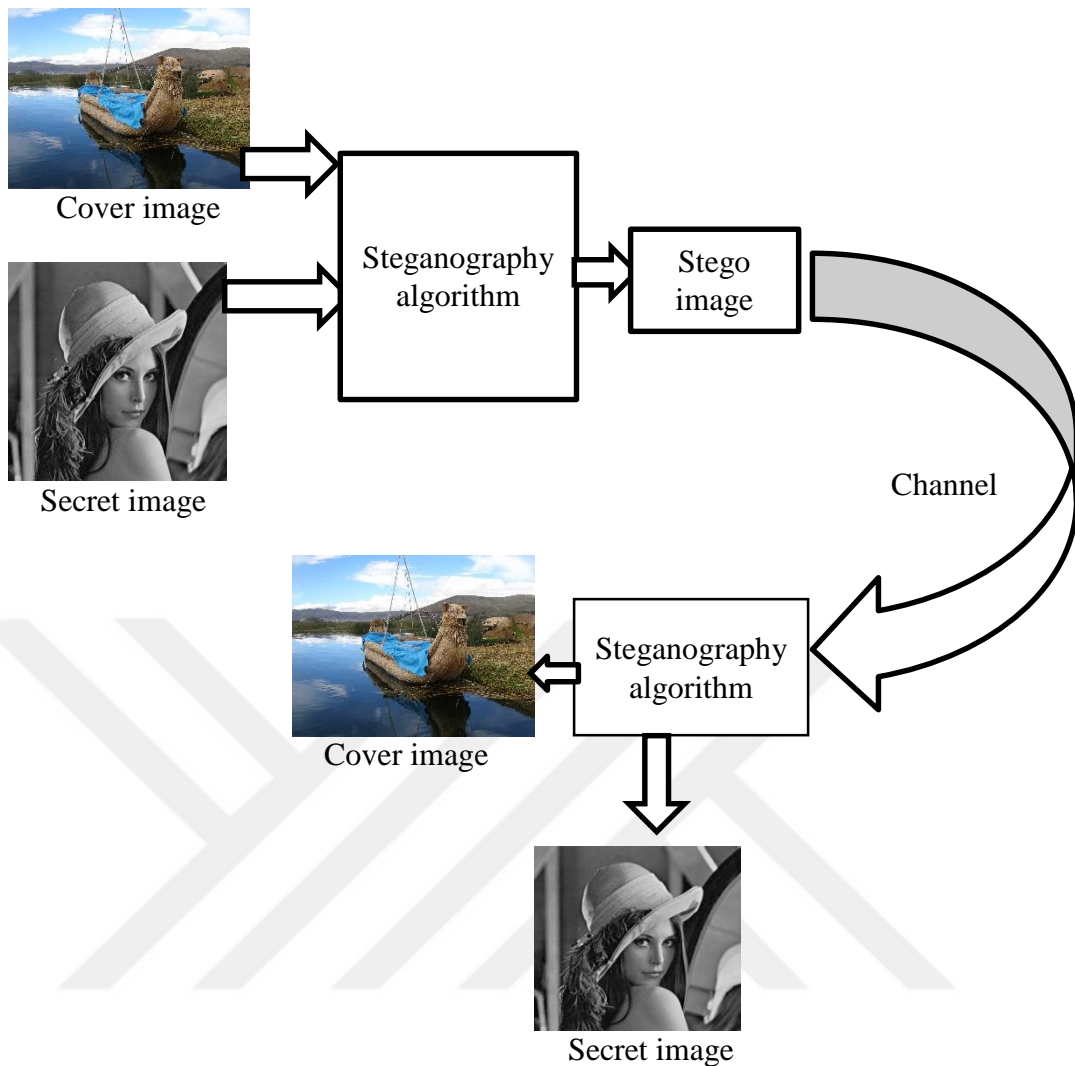 Cover image
Steganography
algorithm
Stego
image
Secret image
Channel
Steganography
algorithm
Cover image
Secret image